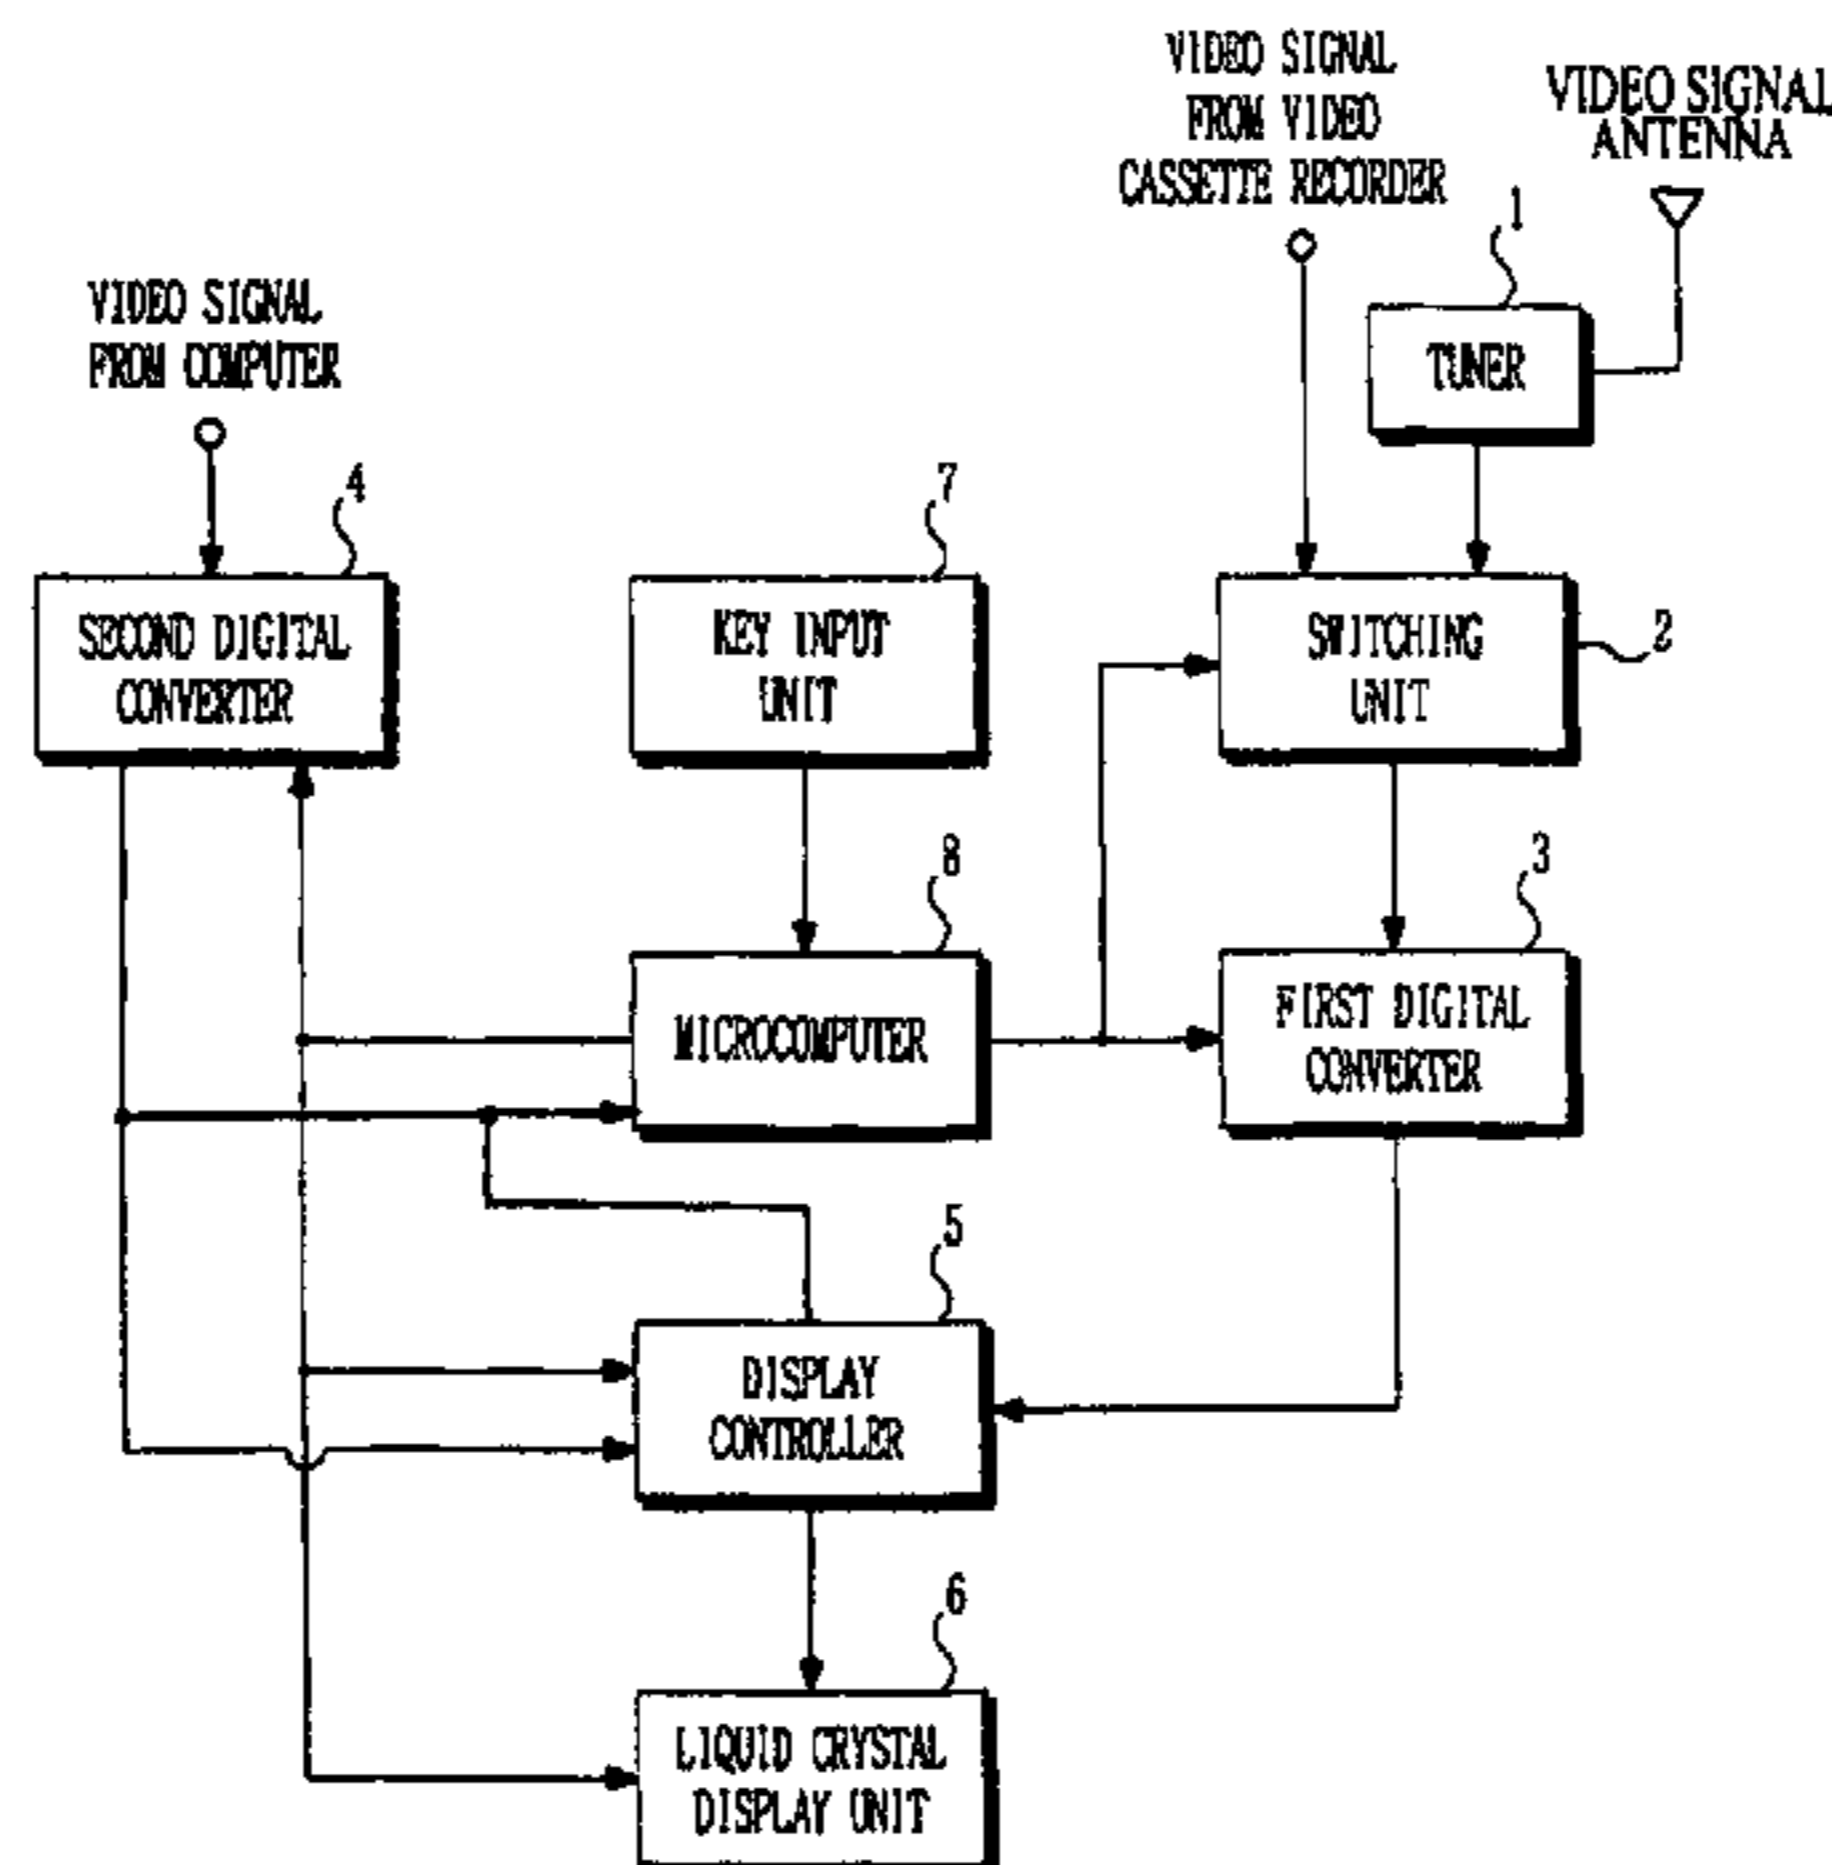 VIDEO SIGNAL
FROM VIDEO
CASSETTE RECORDER
VIDEO SIGNAL
ANTENNA
1
TUNER
VIDEO SIGNAL
FROM COMPUTER
4
SECOND DIGITAL
CONVERTER
7
KEY INPUT
UNIT
SWITCHING
UNIT
2
8
MICROCOMPUTER
3
FIRST DIGITAL
CONVERTER
5
DISPLAY
CONTROLLER
6
LIQUID CRYSTAL
DISPLAY UNIT